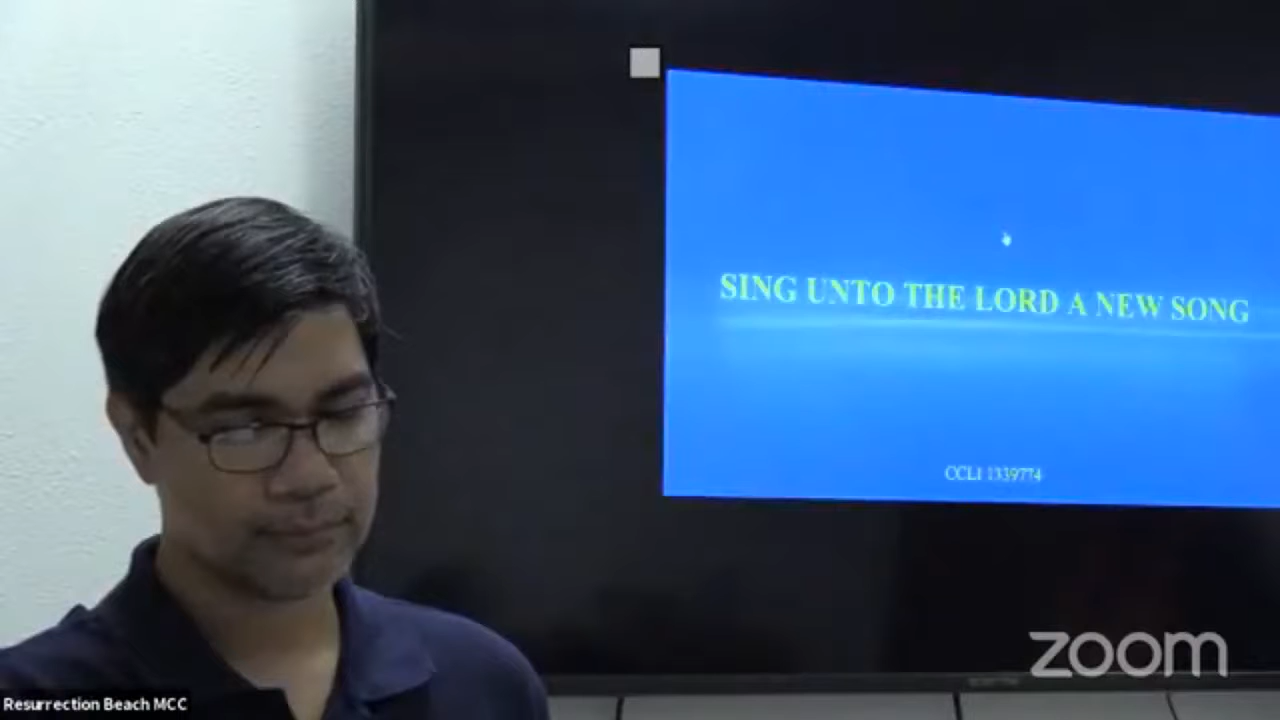 SING UNTO THE LORD A NEW SONG
CCLI 1339774
zoom
Resurrection Beach MCC